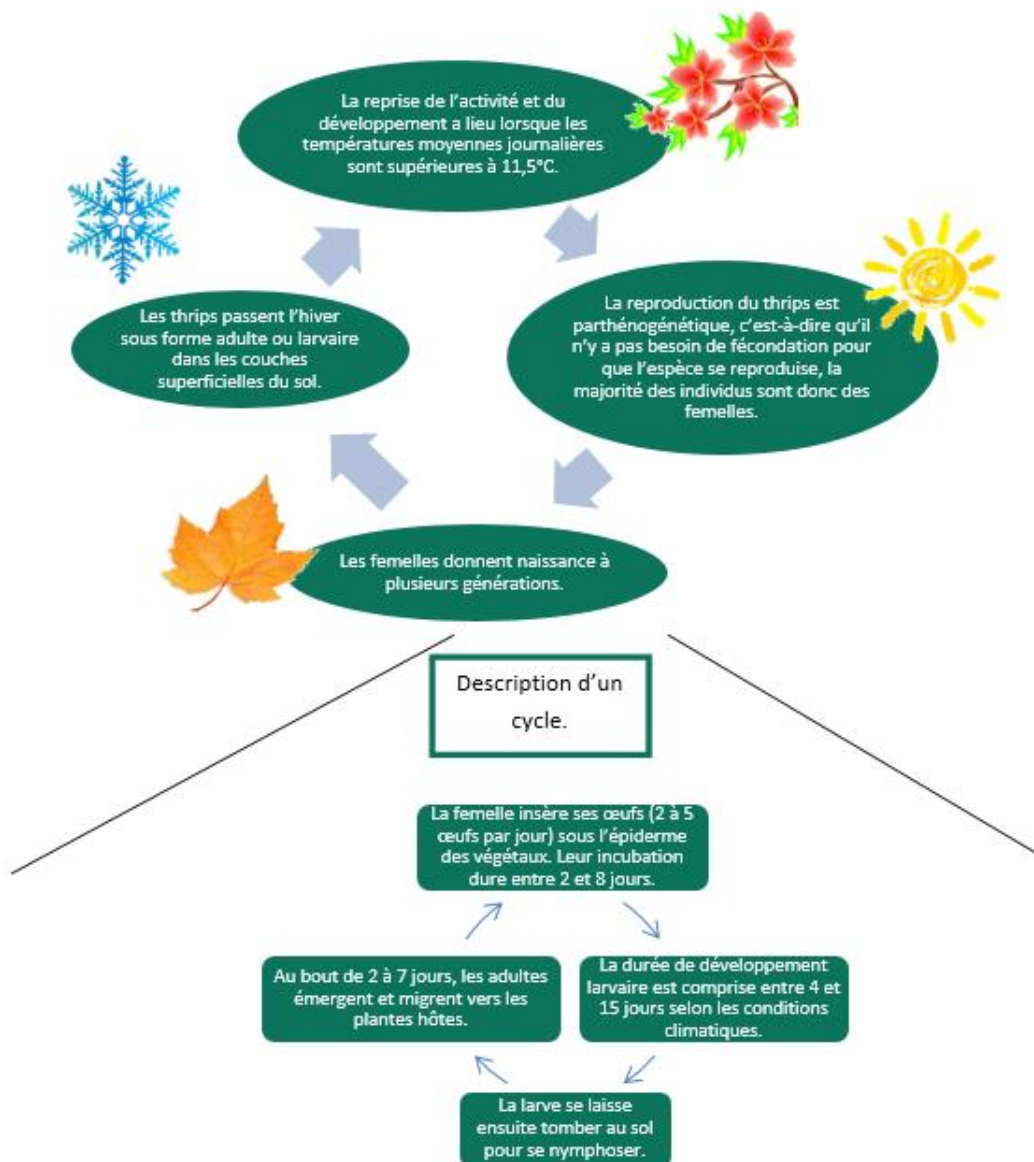 La reprise de l'activité et du
développement a lieu lorsque les
températures moyennes journalières
sont supérieures à 11,5°C.
Les thrips passent l'hiver
sous forme adulte ou larvaire
dans les couches
superficielles du sol.
La reproduction du thrips est
parthénogénétique, c'est-à-dire qu'il
n'y a pas besoin de fécondation pour
que l'espèce se reproduise, la
majorité des individus sont donc des
femelles.
Les femelles donnent naissance à
plusieurs générations.
Description d'un
cycle.
La femelle insère ses œufs (2 à 5
œufs par jour) sous l'épiderme
des végétaux. Leur incubation
dure entre 2 et 8 jours.
Au bout de 2 à 7 jours, les adultes
émergent et migrent vers les
plantes hôtes.
La durée de développement
larvaire est comprise entre 4 et
15 jours selon les conditions
climatiques.
La larve se laisse
ensuite tomber au sol
pour se nymphoser.